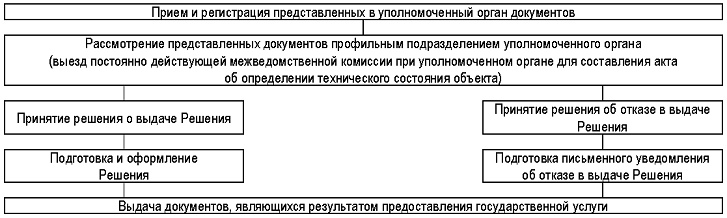 Прием и регистрация представленных в уполномоченный орган документов
Рассмотрение представленных документов профильным подразделением уполномоченного органа
(выезд постоянно действующей межведомственной комиссии при уполномоченном органе для составления акта
об определении технического состояния объекта)
Принятие решения о выдаче Решения
Принятие решения об отказе в выдаче
Решения
Подготовка и оформление
Решения
Подготовка письменного уведомления
об отказе в выдаче Решения
Выдача документов, являющихся результатом предоставления государственной услуги